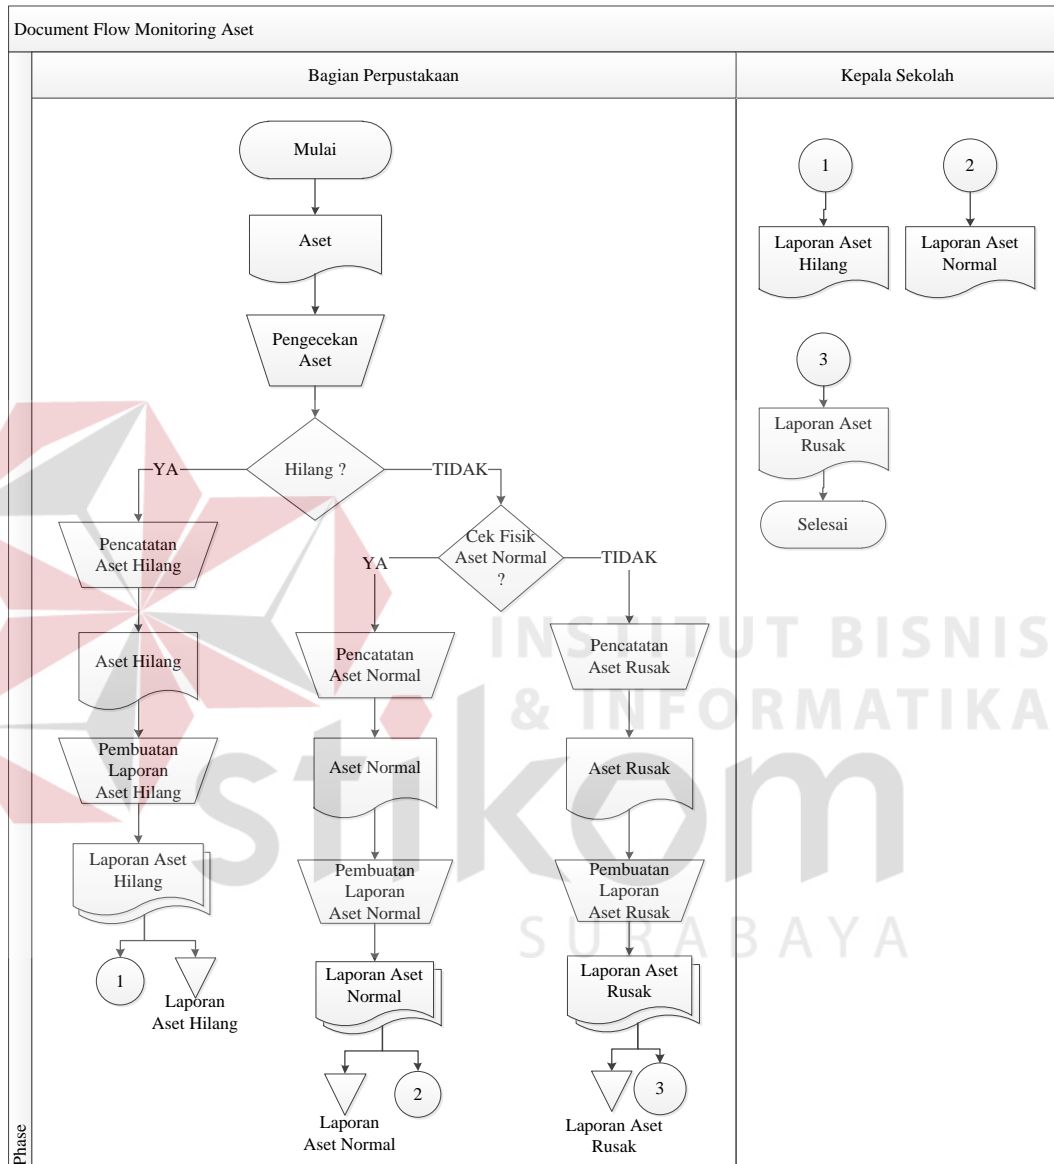 Document Flow Monitoring Aset
Bagian Perpustakaan
Kepala Sekolah
Phase
Mulai
Aset
Pengecekan
Aset
Hilang ?
YA
TIDAK
Pencatatan
Aset Hilang
Aset Hilang
Pembuatan
Laporan
Aset Hilang
Laporan Aset
Hilang
1
Laporan
Aset Hilang
Cek Fisik
Aset Normal
?
YA
TIDAK
Pencatatan
Aset Normal
Aset Normal
Pembuatan
Laporan
Aset Normal
Laporan Aset
Normal
Laporan
Aset Normal
2
Pencatatan
Aset Rusak
Aset Rusak
Pembuatan
Laporan
Aset Rusak
Laporan Aset
Rusak
Laporan Aset
Rusak
3
1
Laporan Aset
Hilang
2
Laporan Aset
Normal
3
Laporan Aset
Rusak
Selesai
INSTITUT BISNIS
& INFORMATIKA
stikom
SURABAYA